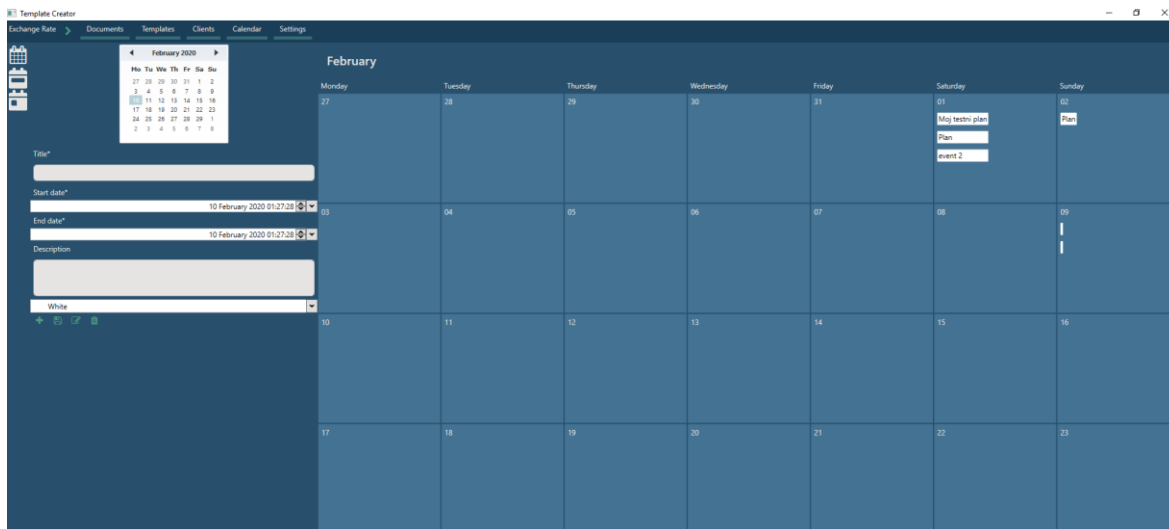 Template Creator
Exchange Rate Documents Templates Clients Calendar Settings
February 2020
Mo Tu We Th Fr Sa Su
27 28 29 30 31 1 2
3 4 5 6 7 8 9
10 11 12 13 14 15 16
17 18 19 20 21 22 23
24 25 26 27 28 29 1
2 3 4 5 6 7 8
Title*
Start date*
10 February 2020 01:27:28
End date*
10 February 2020 01:27:28
Description
White
February
Monday Tuesday Thursday Wednesday Friday Saturday Sunday
27 28 29 30 31 01 02
Moj testni plan Plan
Plan
event 2
03 04 05 06 07 08 09
10 11 12 13 14 15 16
17 18 19 20 21 22 23